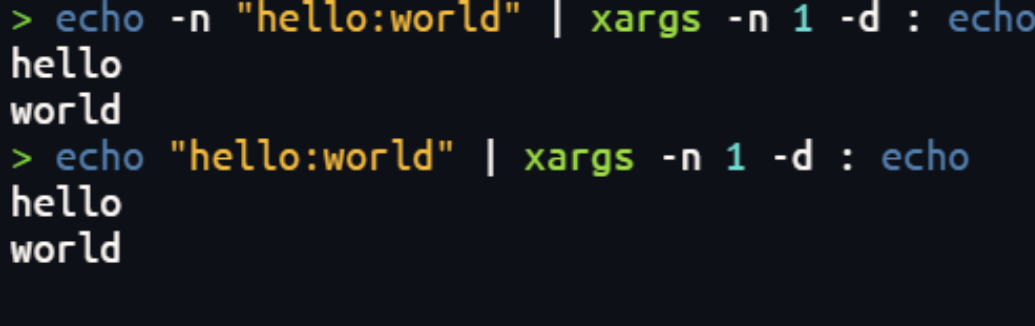 > echo -n "hello:world" | xargs -n 1 -d : echo
hello
world
> echo "hello:world" | xargs -n 1 -d : echo
hello
world